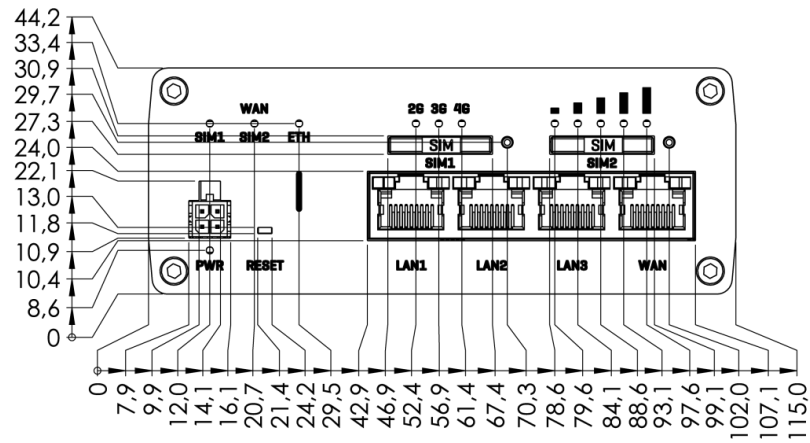 44,2
33,4
30,9
29,7
27,3
24,0
22,1
13,0
11,8
10,9
10,4
8,6
0
WAN
2G 3G 4G
SIM1 SIM2 ETH
SIM SIM
SIM1 SIM2
PWR RESET LAN1 LAN2 LAN3 WAN
0 7,9 9,9 12,0 14,1 16,1 20,7 21,4 24,2 29,5 42,9 46,9 52,4 56,9 61,4 67,4 70,3 78,6 79,6 84,1 88,6 93,1 97,6 99,1 102,0 107,1 115,0